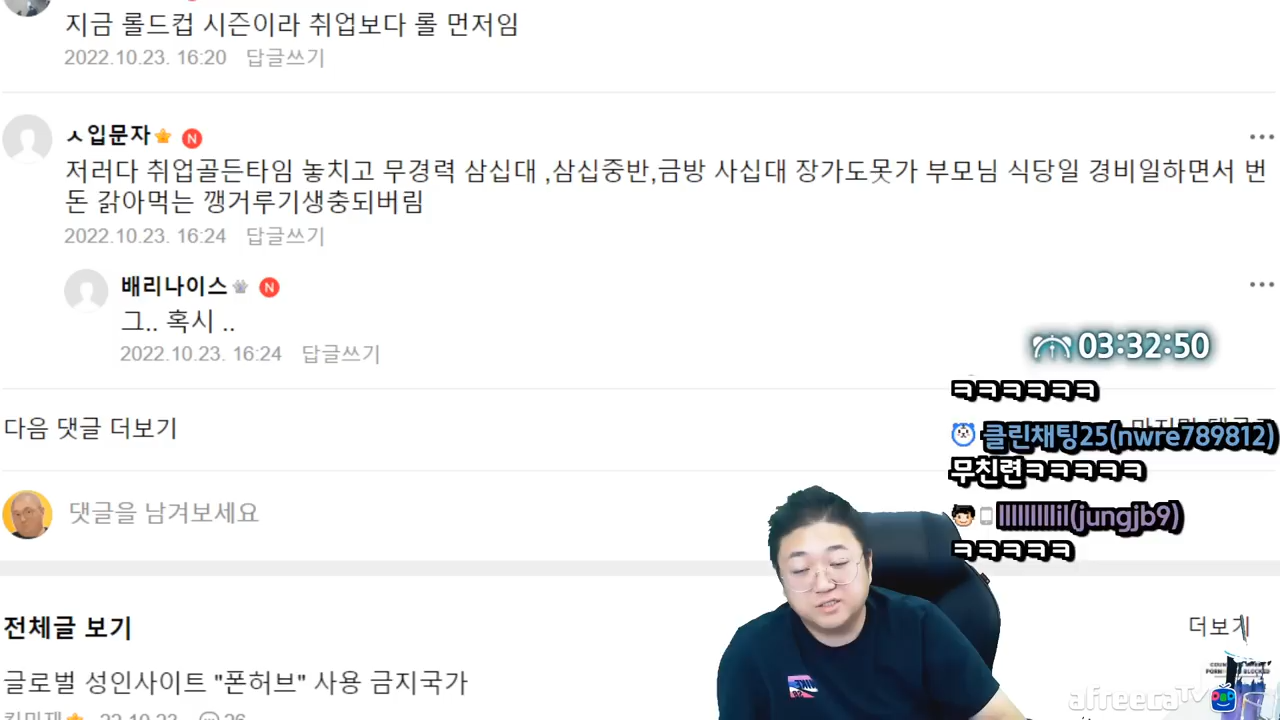 지금 롤드컵 시즌이라 취업보다 롤 먼저임
2022.10.23. 16:20 답글쓰기
ㅅ입문자 N
저러다 취업골든타임 놓치고 무경력 삼십대 ,삼십중반,금방 사십대 장가도못가 부모님 식당일 경비일하면서 번
돈 갉아먹는 깽거루기생충되버림
2022.10.23. 16:24 답글쓰기
배리나이스 N
그.. 혹시 ..
2022.10.23. 16:24 답글쓰기
03:32:50
ㅋㅋㅋㅋㅋㅋ
다음 댓글 더보기
클린채팅25(nwre789812)
무친련ㅋㅋㅋㅋㅋ
댓글을 남겨보세요
(jungjb9)
ㅋㅋㅋㅋㅋ
전체글 보기
더보기
글로벌 성인사이트 "폰허브" 사용 금지국가
22.10.23
26
afreecaTV